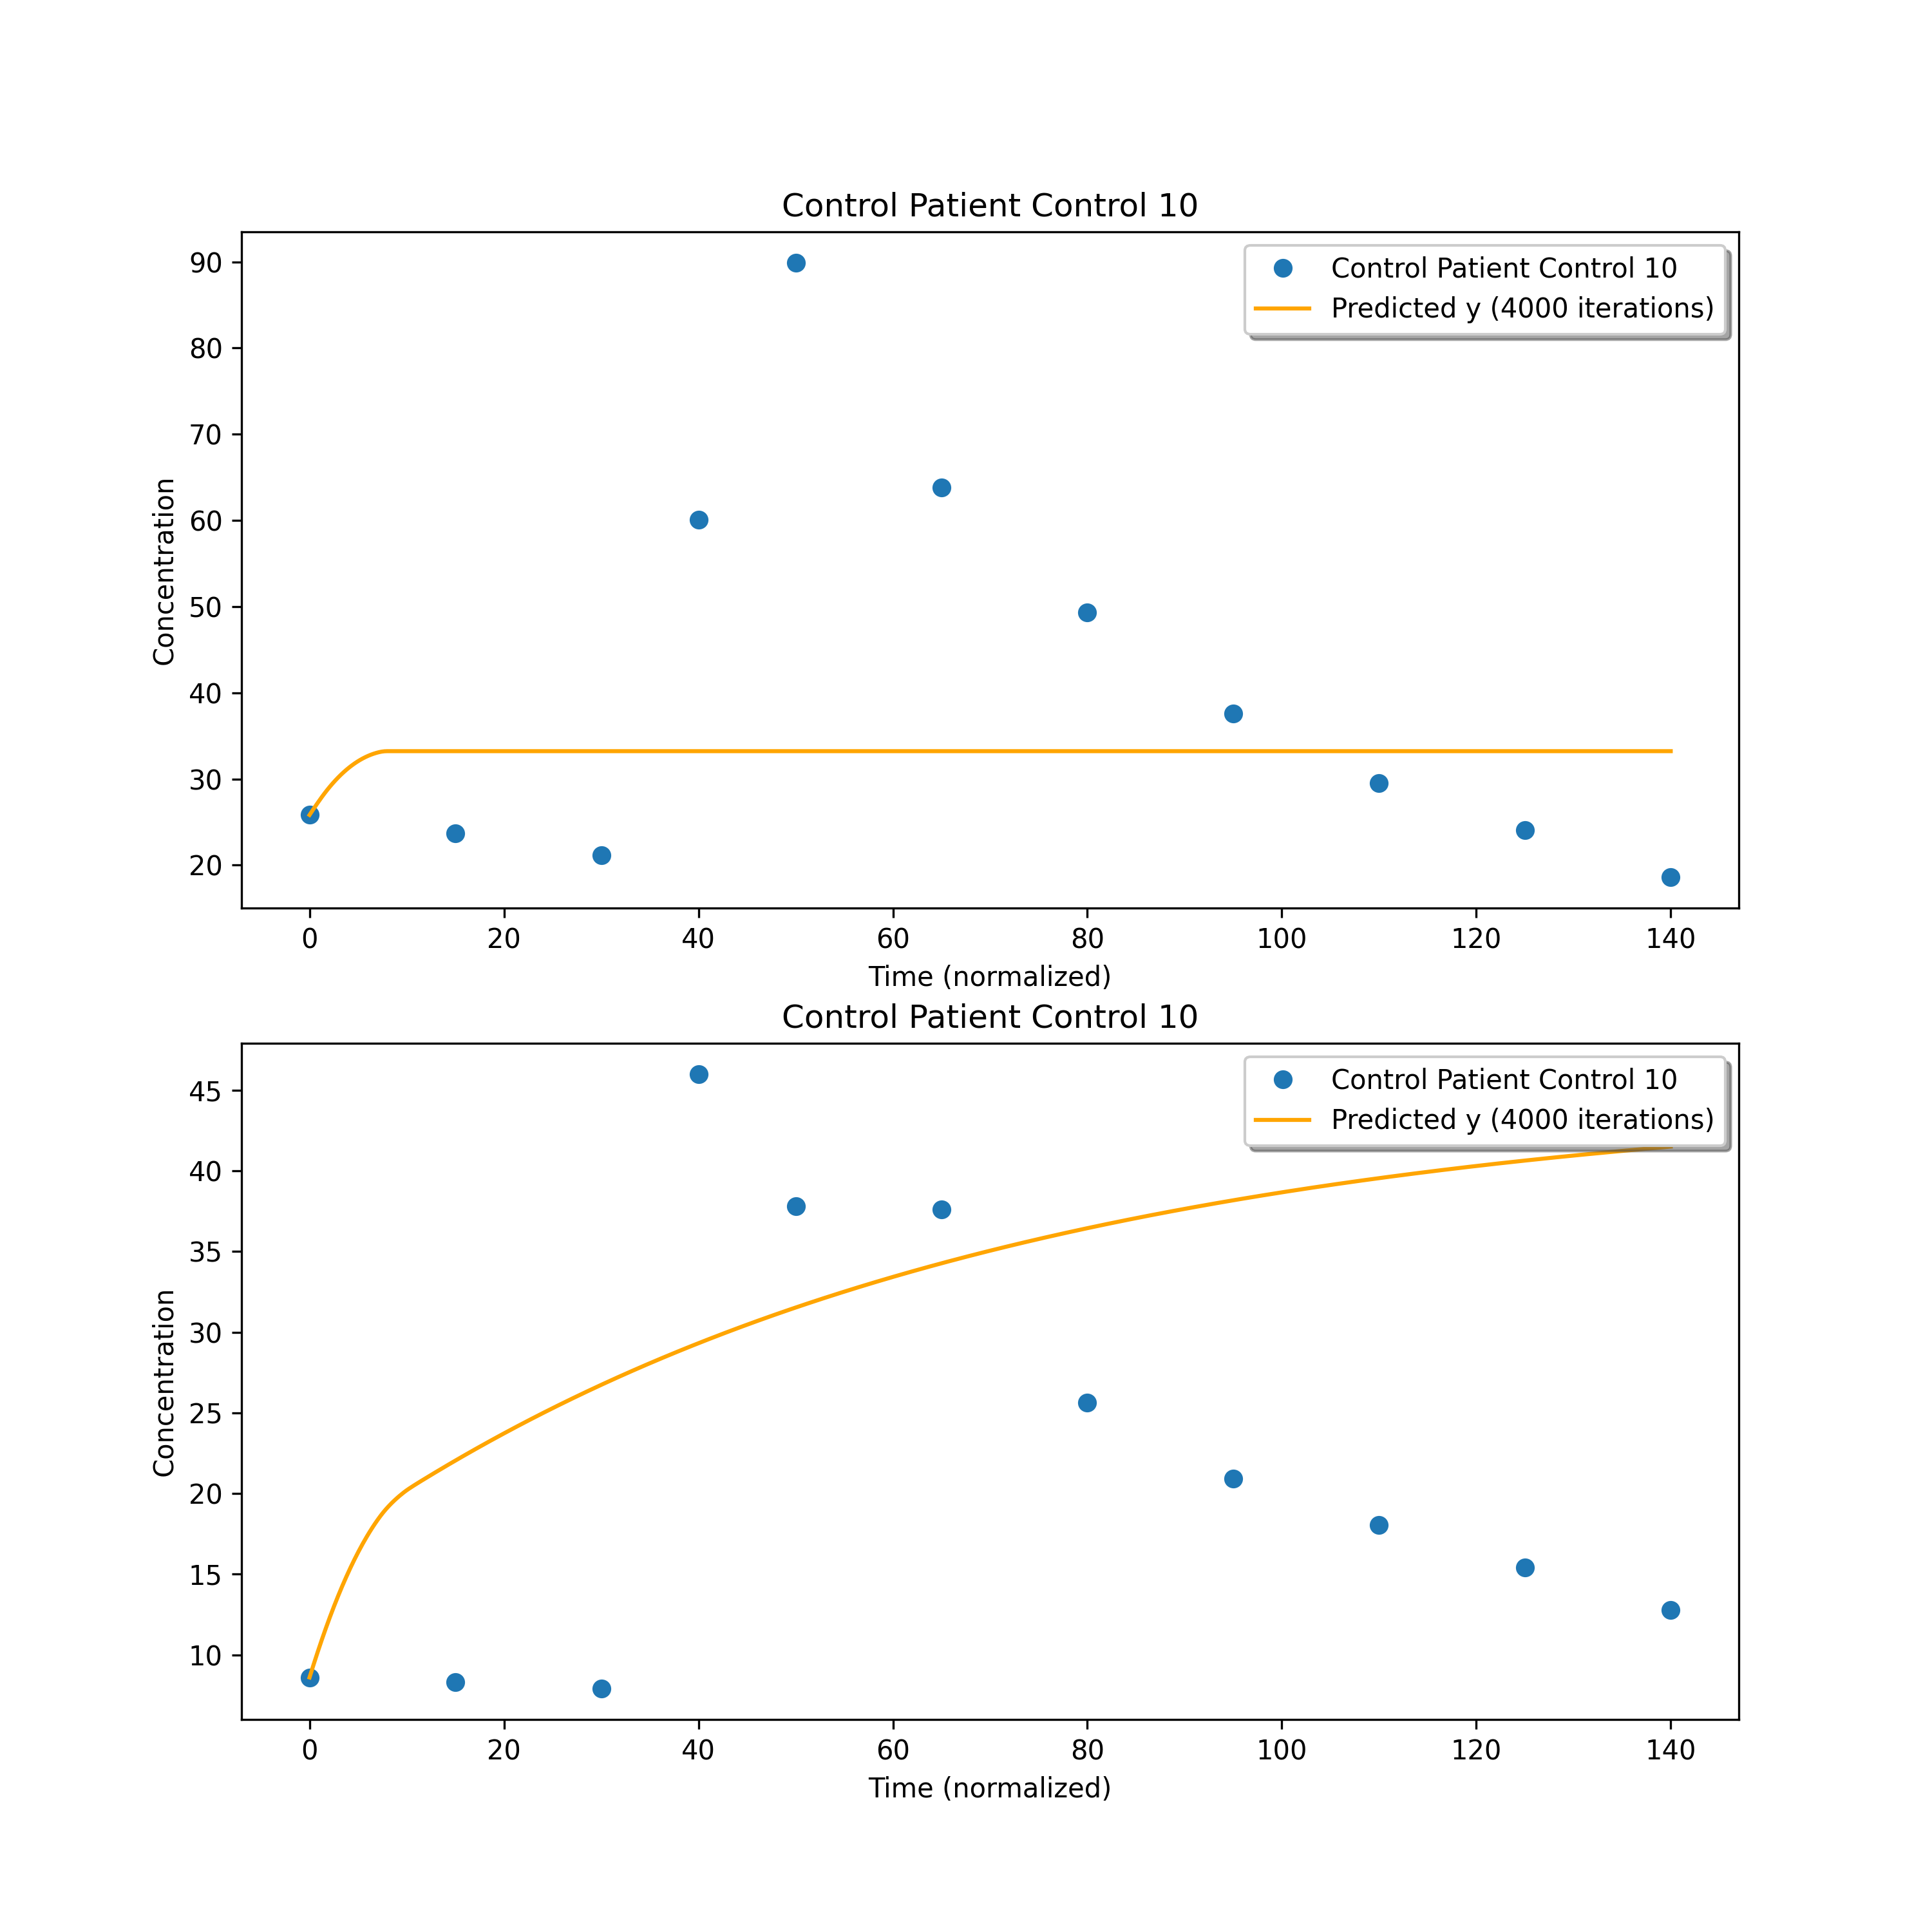 Control Patient Control 10
90
80
70
60
50
40
30
20
Concentration
Control Patient Control 10
Predicted y (4000 iterations)
0 20 40 60 80 100 120 140
Time (normalized)
Control Patient Control 10
45
40
35
30
25
20
15
10
Concentration
Control Patient Control 10
Predicted y (4000 iterations)
0 20 40 60 80 100 120 140
Time (normalized)